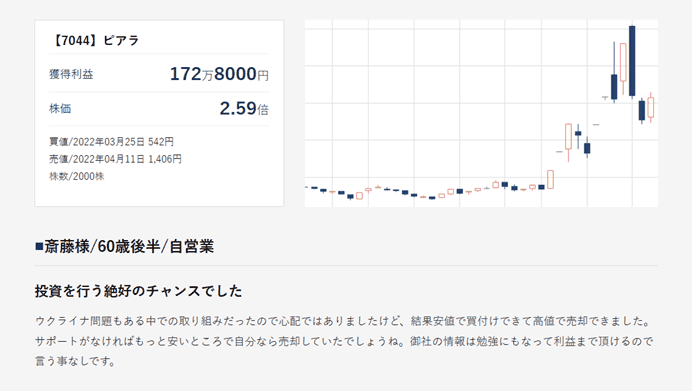 【7044】ピアラ
獲得利益 172万8000円
株価 2.59倍
買値/2022年03月25日 542円
売値/2022年04月11日 1,406円
株数/2000株
■斎藤様/60歳後半/自営業
投資を行う絶好のチャンスでした
ウクライナ問題もある中での取り組みだったので心配ではありましたけど、結果安値で買付けできて高値で売却できました。
サポートがなければもっと安いところで自分なら売却していたでしょうね。御社の情報は勉強にもなって利益まで頂けるので
言う事なしです。